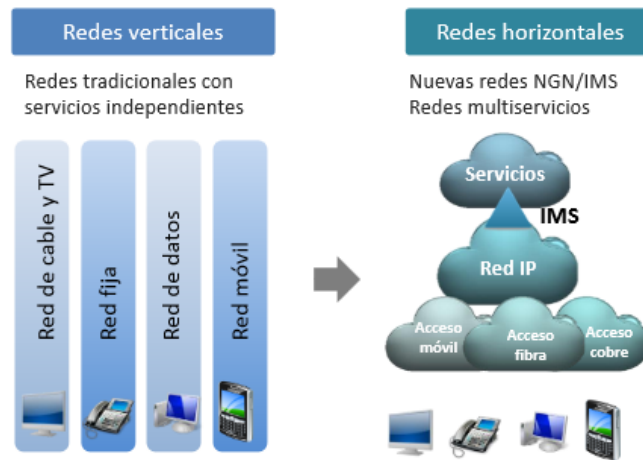 Redes verticales
Redes tradicionales con
servicios independientes
Red de cable y TV
Red fija
Red de datos
Red móvil
Redes horizontales
Nuevas redes NGN/IMS
Redes multiservicios
Servicios
IMS
Red IP
Acceso
móvil
Acceso
fibra
Acceso
cobre